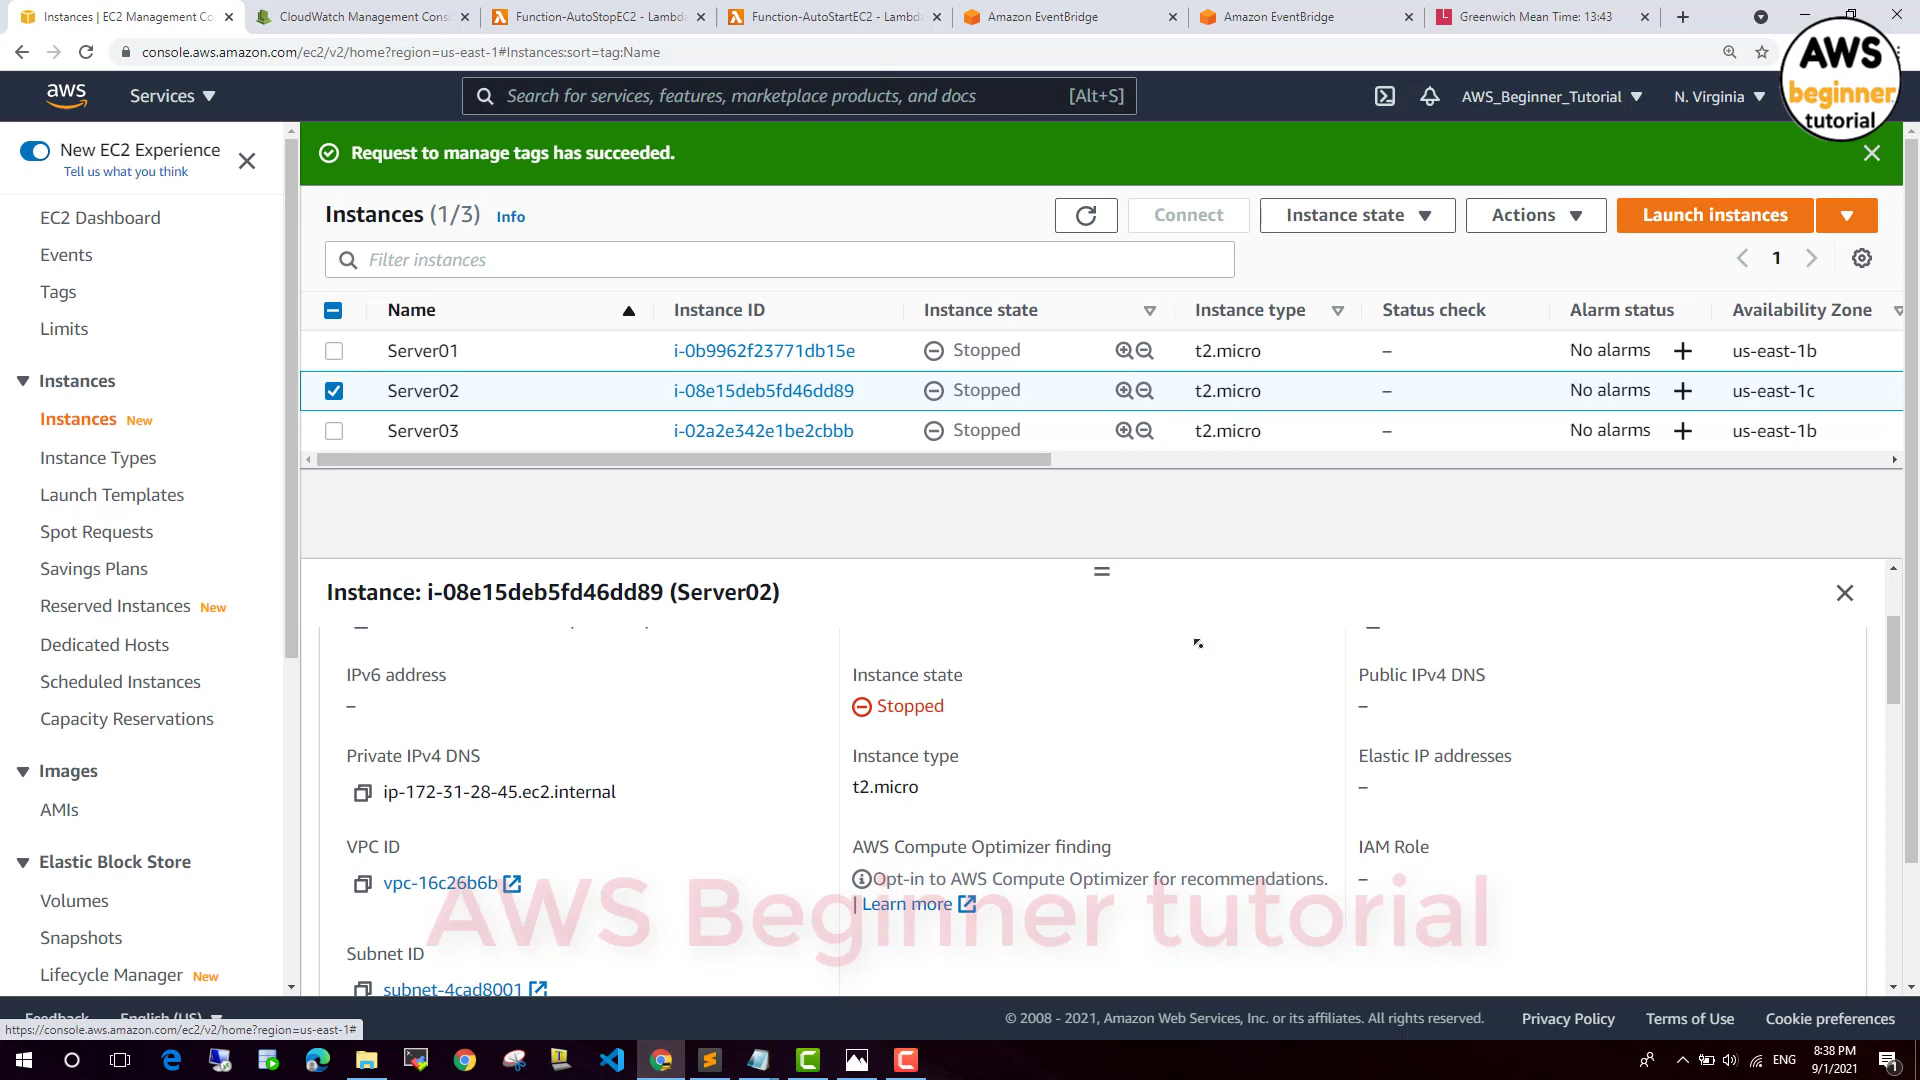 Instances | EC2 Management Co
CloudWatch Management Cons
Function-AutoStopEC2 - Lambda
Function-AutoStartEC2 - Lambda
Amazon EventBridge
Amazon EventBridge
Greenwich Mean Time: 13:43
console.aws.amazon.com/ec2/v2/home?region=us-east-1#Instances:sort=tag:Name
AWS
beginner
tutorial
aws
Services
Search for services, features, marketplace products, and docs
[Alt+S]
AWS_Beginner_Tutorial
N. Virginia
New EC2 Experience
Tell us what you think
EC2 Dashboard
Events
Tags
Limits
Instances
Instances New
Instance Types
Launch Templates
Spot Requests
Savings Plans
Reserved Instances New
Dedicated Hosts
Scheduled Instances
Capacity Reservations
Images
AMIs
Elastic Block Store
Volumes
Snapshots
Lifecycle Manager New
Request to manage tags has succeeded.
Instances (1/3) Info
Connect
Instance state
Actions
Launch instances
Filter instances
1
Name Instance ID Instance state Instance type Status check Alarm status Availability Zone
Server01 i-0b9962f23771db15e Stopped t2.micro – No alarms + us-east-1b
Server02 i-08e15deb5fd46dd89 Stopped t2.micro – No alarms + us-east-1c
Server03 i-02a2e342e1be2cbbb Stopped t2.micro – No alarms + us-east-1b
Instance: i-08e15deb5fd46dd89 (Server02)
IPv6 address
–
Instance state
Stopped
Public IPv4 DNS
–
Private IPv4 DNS
ip-172-31-28-45.ec2.internal
Instance type
t2.micro
Elastic IP addresses
–
VPC ID
vpc-16c26b6b
AWS Compute Optimizer finding
Opt-in to AWS Compute Optimizer for recommendations.
| Learn more
IAM Role
–
Subnet ID
subnet-4cad8001
AWS Beginner tutorial
Feedback English (US)
https://console.aws.amazon.com/ec2/v2/home?region=us-east-1#
© 2008 - 2021, Amazon Web Services, Inc. or its affiliates. All rights reserved.
Privacy Policy
Terms of Use
Cookie preferences
ENG
8:38 PM
9/1/2021
1